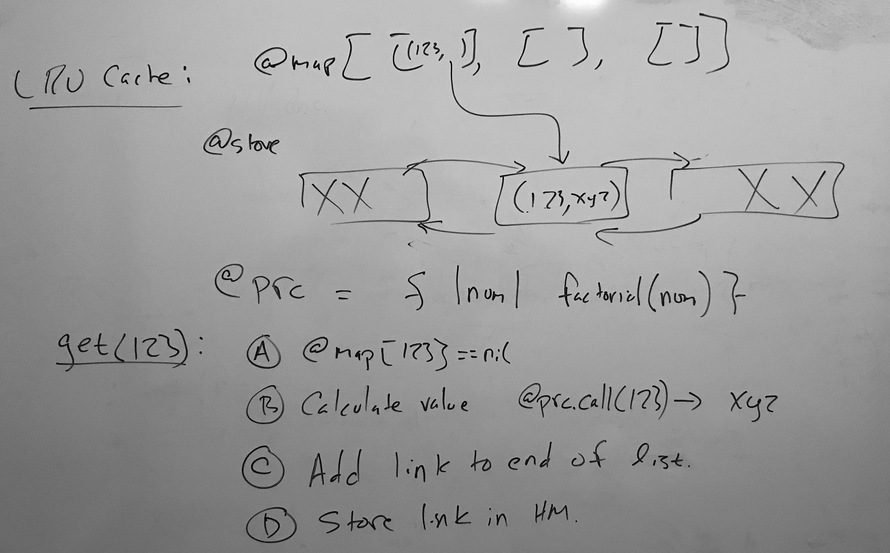 LRU Cache:
@map[ [(123, )], [ ], [ ] ]
@store
XX (123,xyz) XX
@prc = { |num| factorial(num) }
get(123):
(A) @map[123]==nil
(B) Calculate value @prc.call(123) → xyz
(C) Add link to end of list.
(D) Store link in HM.